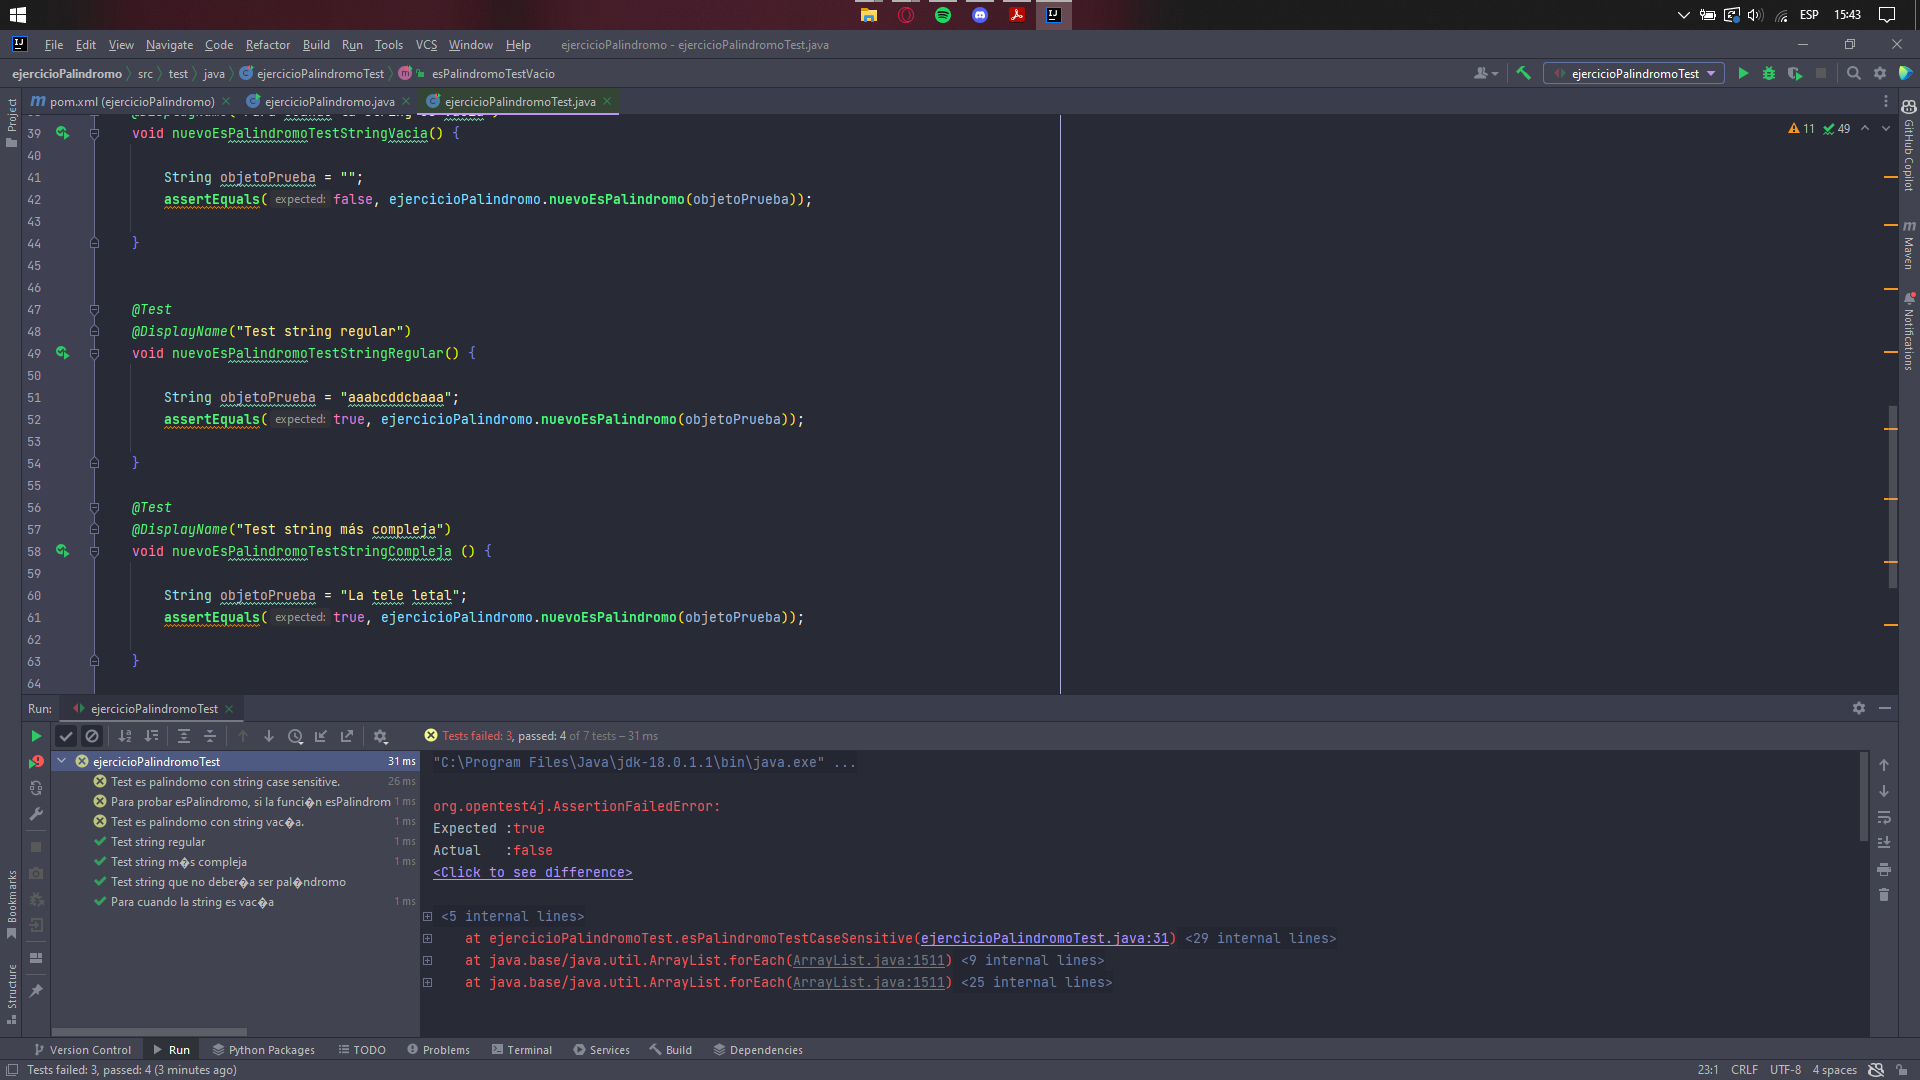 ESP 15:43
File Edit View Navigate Code Refactor Build Run Tools VCS Window Help ejercicioPalindromo - ejercicioPalindromoTest.java
ejercicioPalindromo src test java ejercicioPalindromoTest esPalindromoTestVacio
ejercicioPalindromoTest
pom.xml (ejercicioPalindromo) ejercicioPalindromo.java ejercicioPalindromoTest.java
11 49
39 void nuevoEsPalindromoTestStringVacia() {
40
41 String objetoPrueba = "";
42 assertEquals( expected: false, ejercicioPalindromo.nuevoEsPalindromo(objetoPrueba));
43
44 }
45
46
47 @Test
48 @DisplayName("Test string regular")
49 void nuevoEsPalindromoTestStringRegular() {
50
51 String objetoPrueba = "aaabcddcbaaa";
52 assertEquals( expected: true, ejercicioPalindromo.nuevoEsPalindromo(objetoPrueba));
53
54 }
55
56 @Test
57 @DisplayName("Test string más compleja")
58 void nuevoEsPalindromoTestStringCompleja () {
59
60 String objetoPrueba = "La tele letal";
61 assertEquals( expected: true, ejercicioPalindromo.nuevoEsPalindromo(objetoPrueba));
62
63 }
64
Project
Bookmarks
Structure
GitHub Copilot
Maven
Notifications
Run: ejercicioPalindromoTest
Tests failed: 3, passed: 4 of 7 tests – 31 ms
ejercicioPalindromoTest 31 ms
Test es palindomo con string case sensitive. 26 ms
Para probar esPalindromo, si la funci�n esPalindrom 1 ms
Test es palindomo con string vac�a. 1 ms
Test string regular 1 ms
Test string m�s compleja 1 ms
Test string que no deber�a ser pal�ndromo
Para cuando la string es vac�a 1 ms
"C:\Program Files\Java\jdk-18.0.1.1\bin\java.exe" ...
org.opentest4j.AssertionFailedError:
Expected :true
Actual   :false
<Click to see difference>
<5 internal lines>
at ejercicioPalindromoTest.esPalindromoTestCaseSensitive(ejercicioPalindromoTest.java:31) <29 internal lines>
at java.base/java.util.ArrayList.forEach(ArrayList.java:1511) <9 internal lines>
at java.base/java.util.ArrayList.forEach(ArrayList.java:1511) <25 internal lines>
Version Control Run Python Packages TODO Problems Terminal Services Build Dependencies
Tests failed: 3, passed: 4 (3 minutes ago) 23:1 CRLF UTF-8 4 spaces